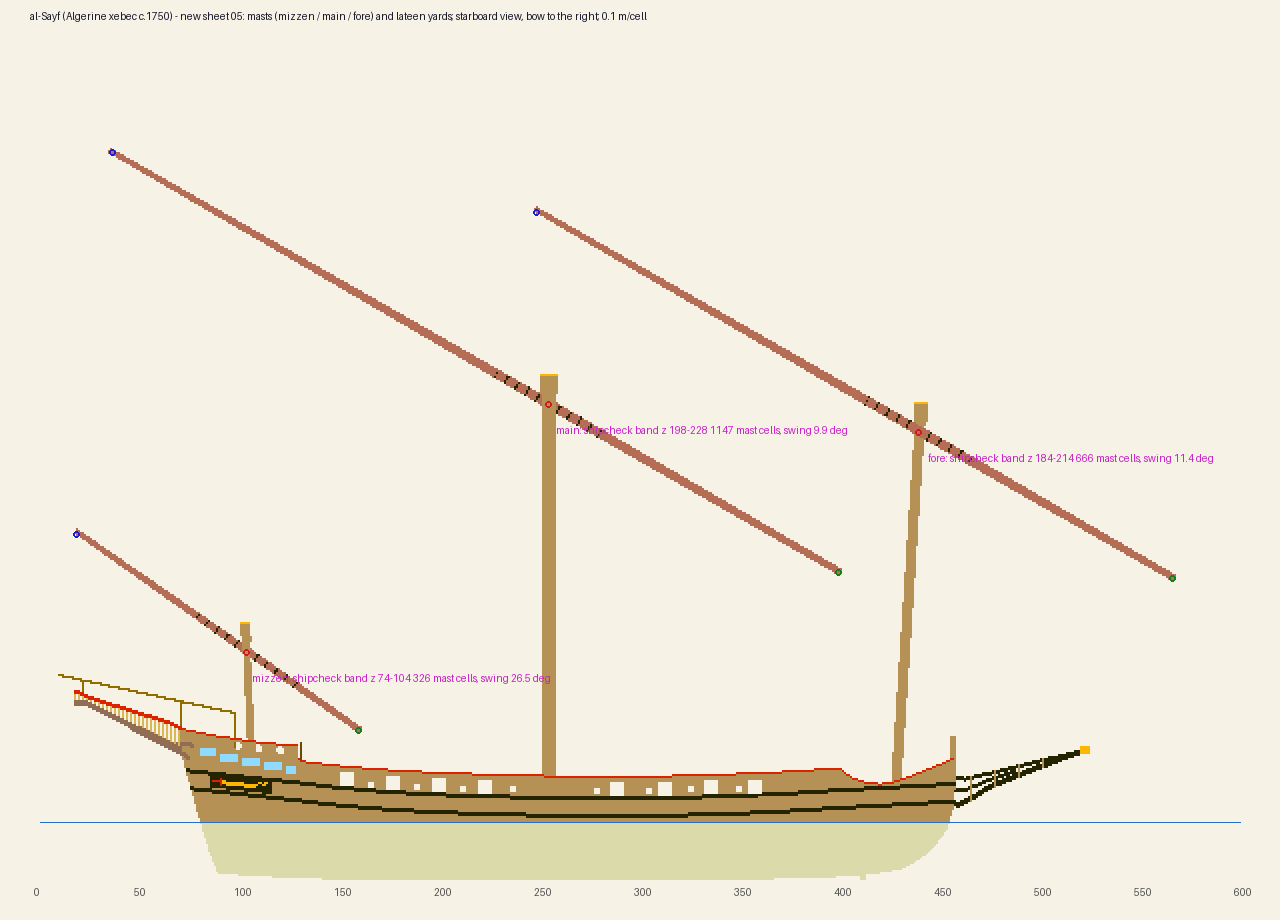 al-Sayf (Algerine xebec c.1750) - new sheet 05: masts (mizzen / main / fore) and lateen yards; starboard view, bow to the right; 0.1 m/cell
main: shipcheck band z 198-228 1147 mast cells, swing 9.9 deg
fore: shipcheck band z 184-214 666 mast cells, swing 11.4 deg
mizzen: shipcheck band z 74-104 326 mast cells, swing 26.5 deg
0 50 100 150 200 250 300 350 400 450 500 550 600